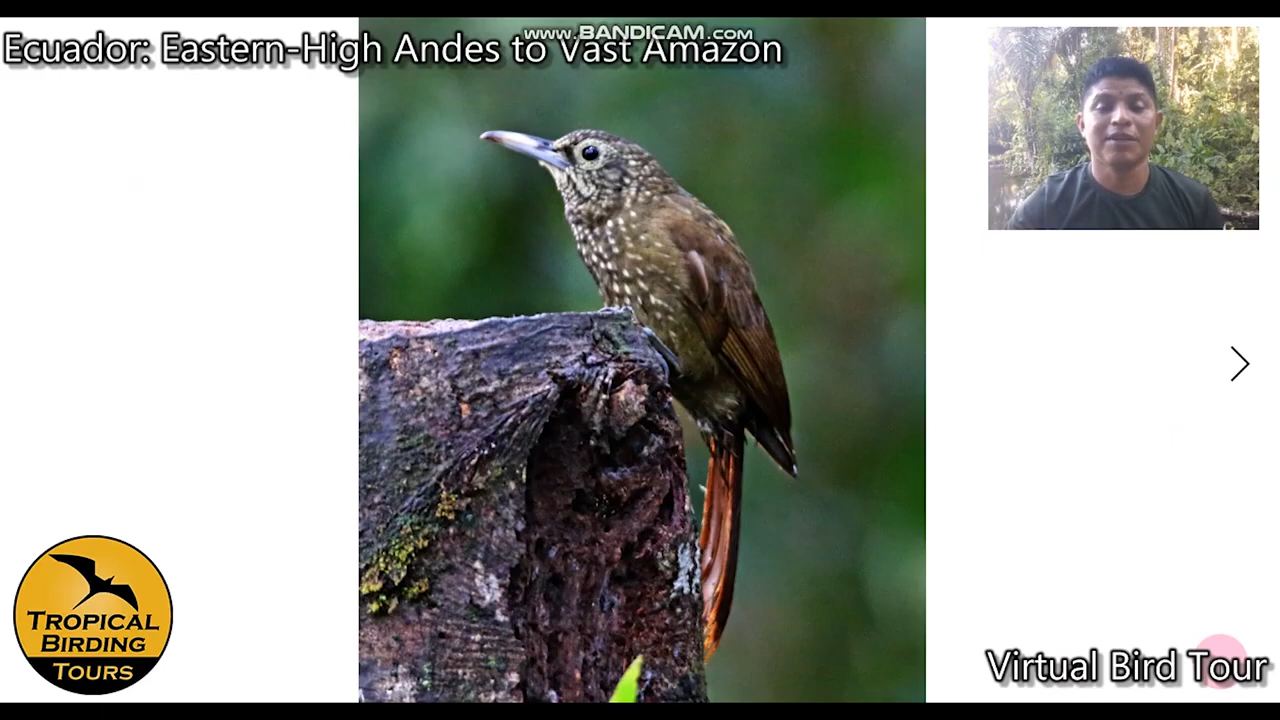 www.BANDICAM.com
Ecuador: Eastern-High Andes to Vast Amazon
TROPICAL
BIRDING
TOURS
Virtual Bird Tour